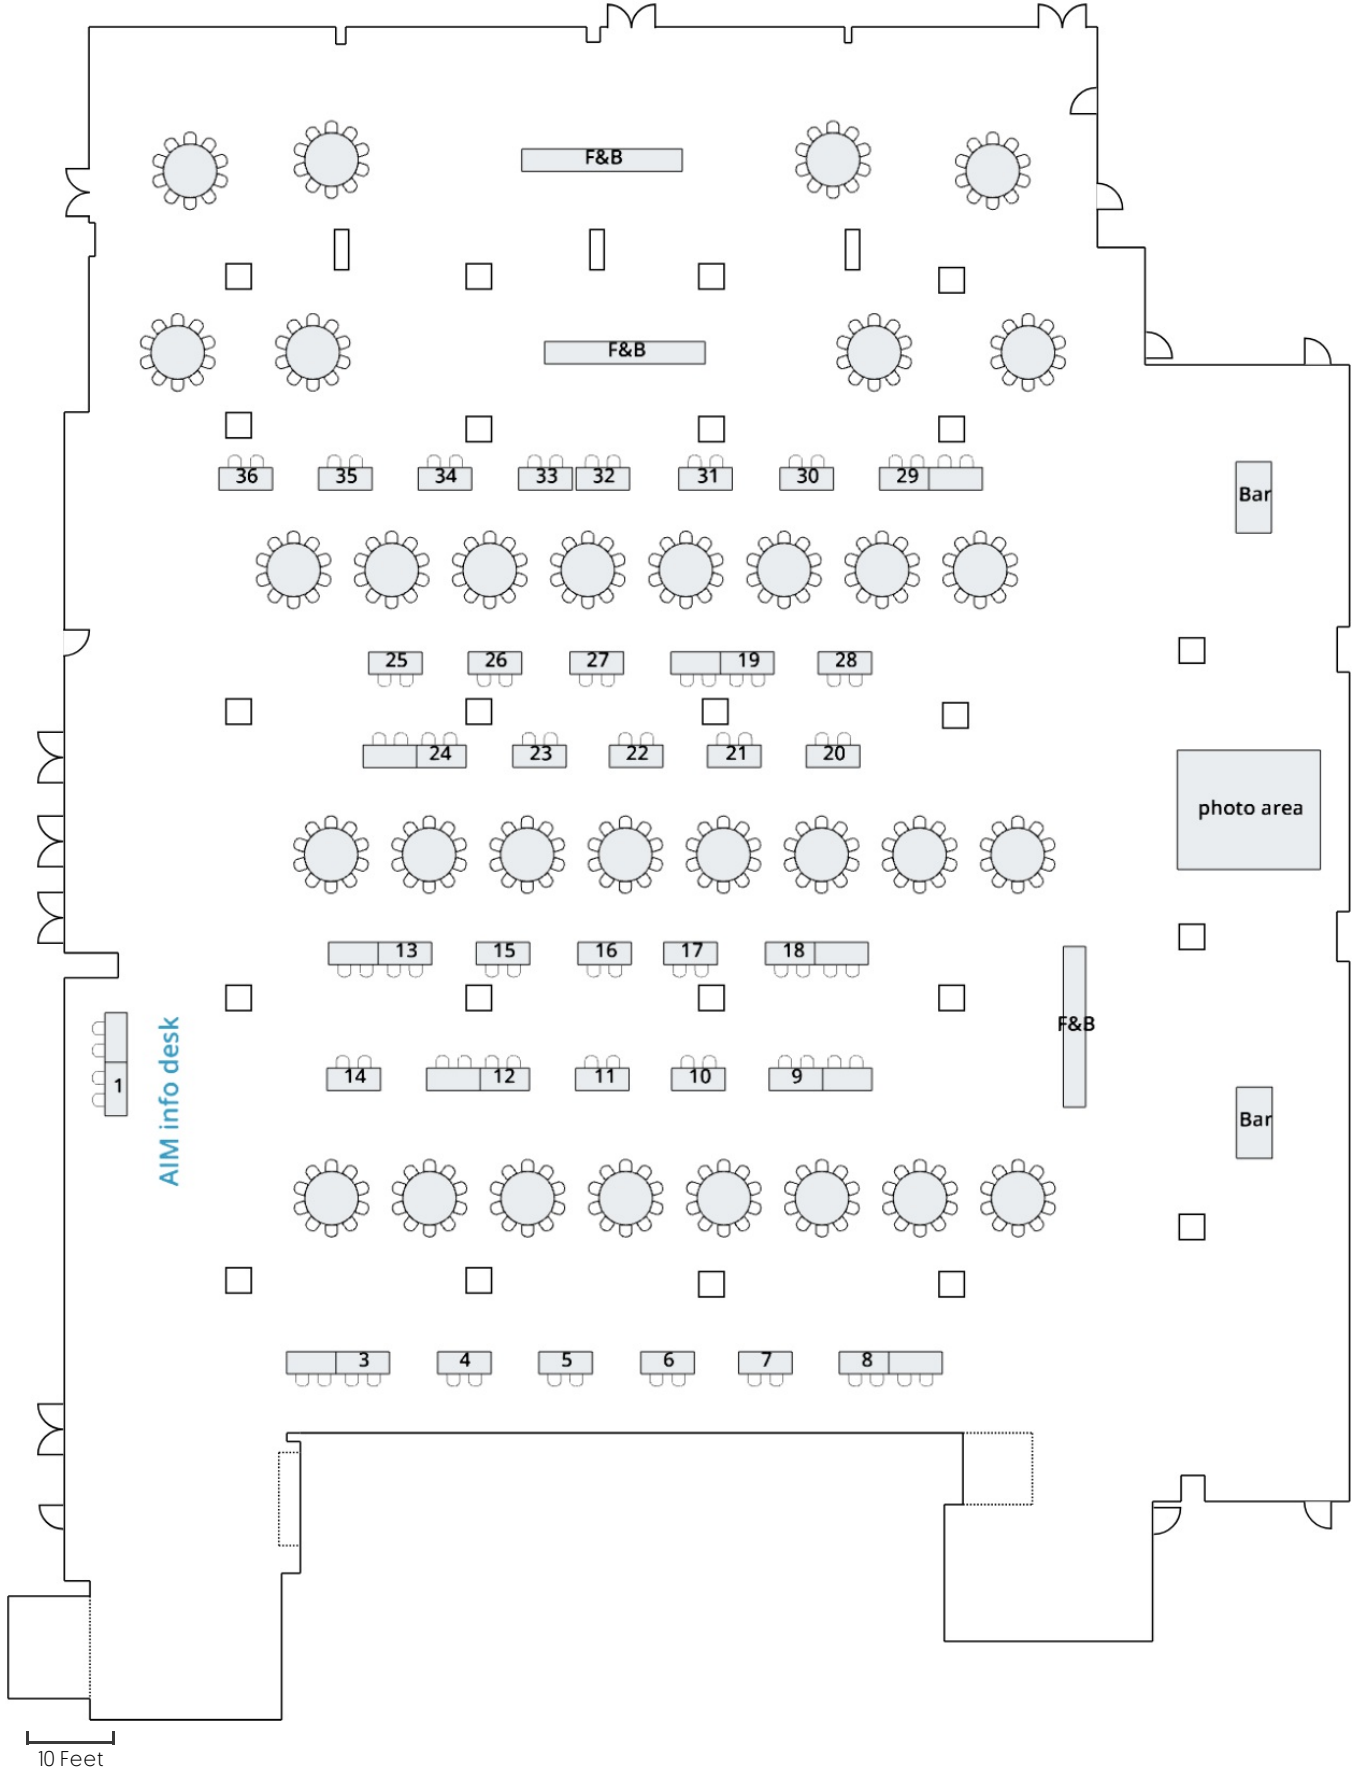 F&B
F&B
36 35 34 33 32 31 30 29
Bar
25 26 27 19 28
24 23 22 21 20
photo area
13 15 16 17 18
F&B
AIM info desk
1
14 12 11 10 9
Bar
3 4 5 6 7 8
10 Feet